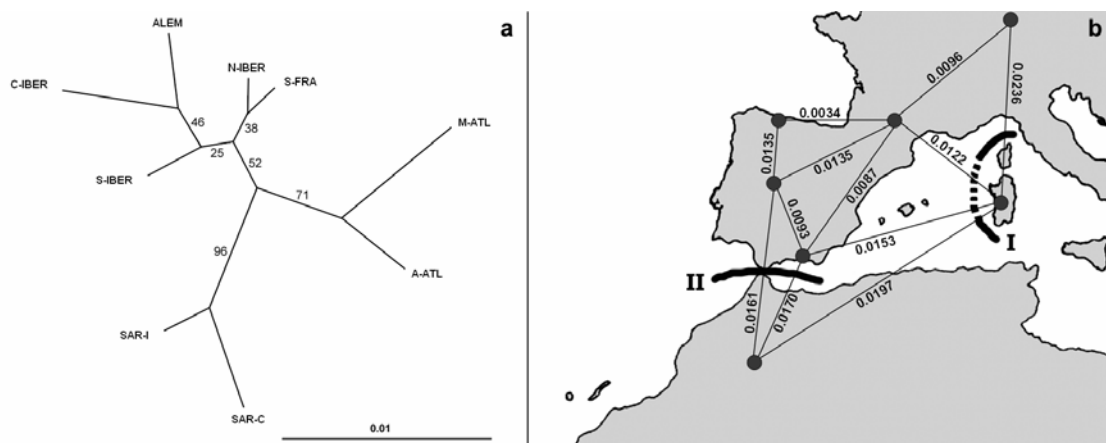 a
ALEM
C-IBER
N-IBER
S-FRA
M-ATL
46
38
25
S-IBER
52
71
96
A-ATL
SAR-I
SAR-C
0.01
b
0.0096
0.0236
0.0034
0.0135
0.0135
0.0122
0.0087
0.0093
0.0153
I
II
0.0161
0.0170
0.0197